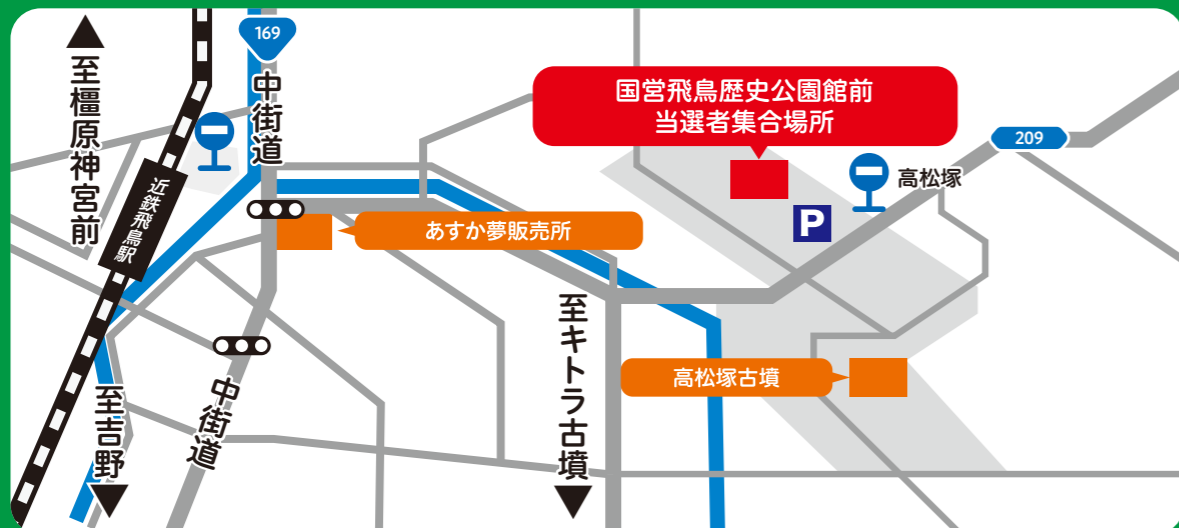 169
至橿原神宮前
中街道
国営飛鳥歴史公園館前
当選者集合場所
209
高松塚
近鉄飛鳥駅
P
あすか夢販売所
至キトラ古墳
高松塚古墳
至吉野
中街道